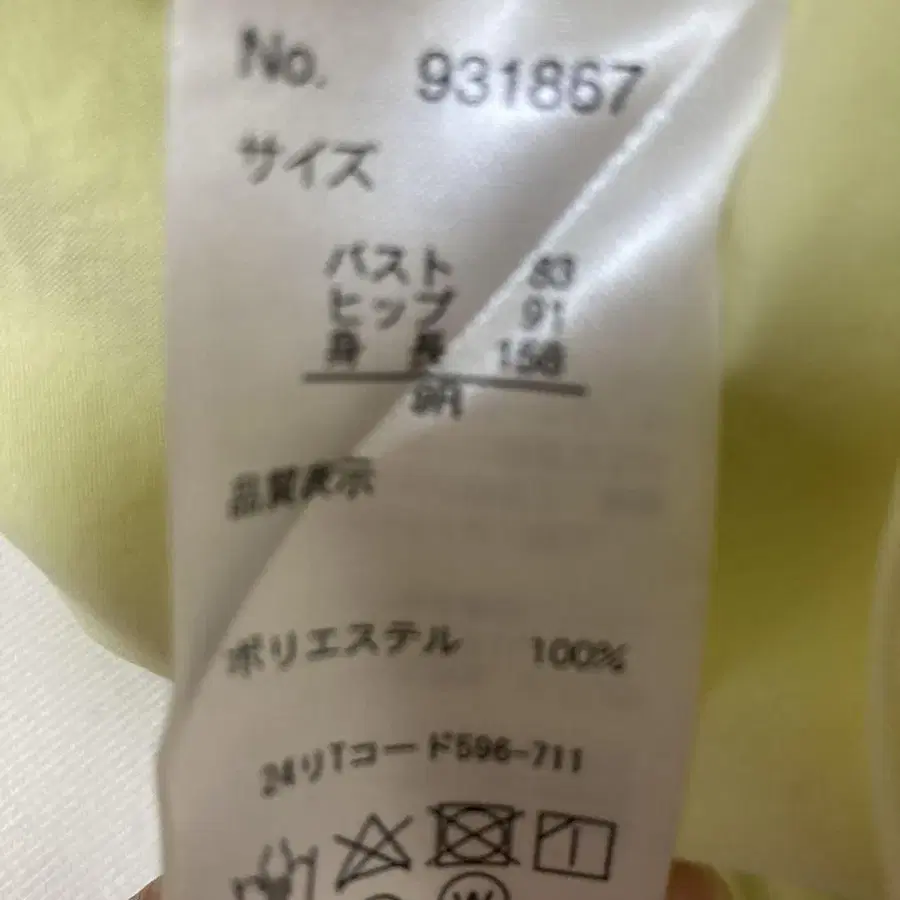 No. 931867
サイズ
バスト 83
ヒップ 91
身長 158
9R
品質表示
ポリエステル 100%
24リTコード596-711
W